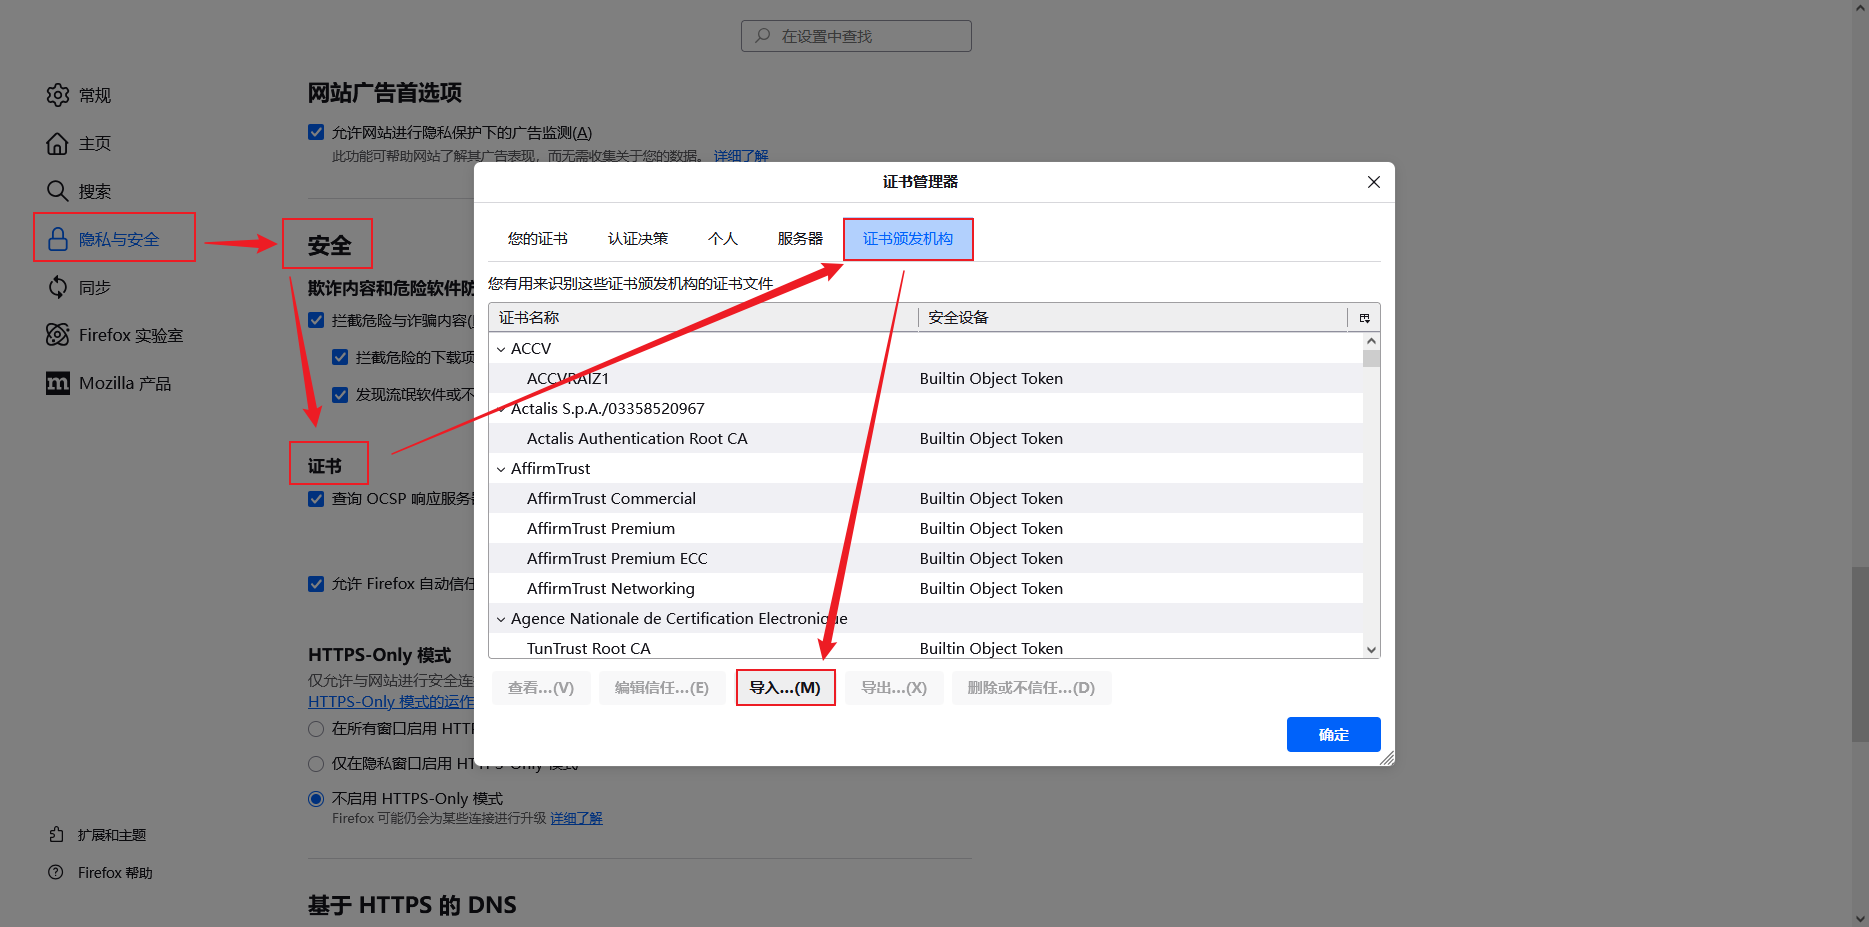 在设置中查找
常规
主页
搜索
隐私与安全
同步
Firefox 实验室
Mozilla 产品
扩展和主题
Firefox 帮助
网站广告首选项
允许网站进行隐私保护下的广告监测(A)
此功能可帮助网站了解其广告表现，而无需收集关于您的数据。 详细了解
安全
欺诈内容和危险软件防
拦截危险与诈骗内容(
拦截危险的下载项
发现流氓软件或不
证书
查询 OCSP 响应服务器
允许 Firefox 自动信任
HTTPS-Only 模式
仅允许与网站进行安全连
HTTPS-Only 模式的运作
在所有窗口启用 HTTP
仅在隐私窗口启用 HTTPS-Only 模式
不启用 HTTPS-Only 模式
Firefox 可能仍会为某些连接进行升级 详细了解
基于 HTTPS 的 DNS
证书管理器
您的证书 认证决策 个人 服务器 证书颁发机构
您有用来识别这些证书颁发机构的证书文件
证书名称 安全设备
ACCV
ACCVRAIZ1 Builtin Object Token
Actalis S.p.A./03358520967
Actalis Authentication Root CA Builtin Object Token
AffirmTrust
AffirmTrust Commercial Builtin Object Token
AffirmTrust Premium Builtin Object Token
AffirmTrust Premium ECC Builtin Object Token
AffirmTrust Networking Builtin Object Token
Agence Nationale de Certification Electronique
TunTrust Root CA Builtin Object Token
查看...(V) 编辑信任...(E) 导入...(M) 导出...(X) 删除或不信任...(D)
确定